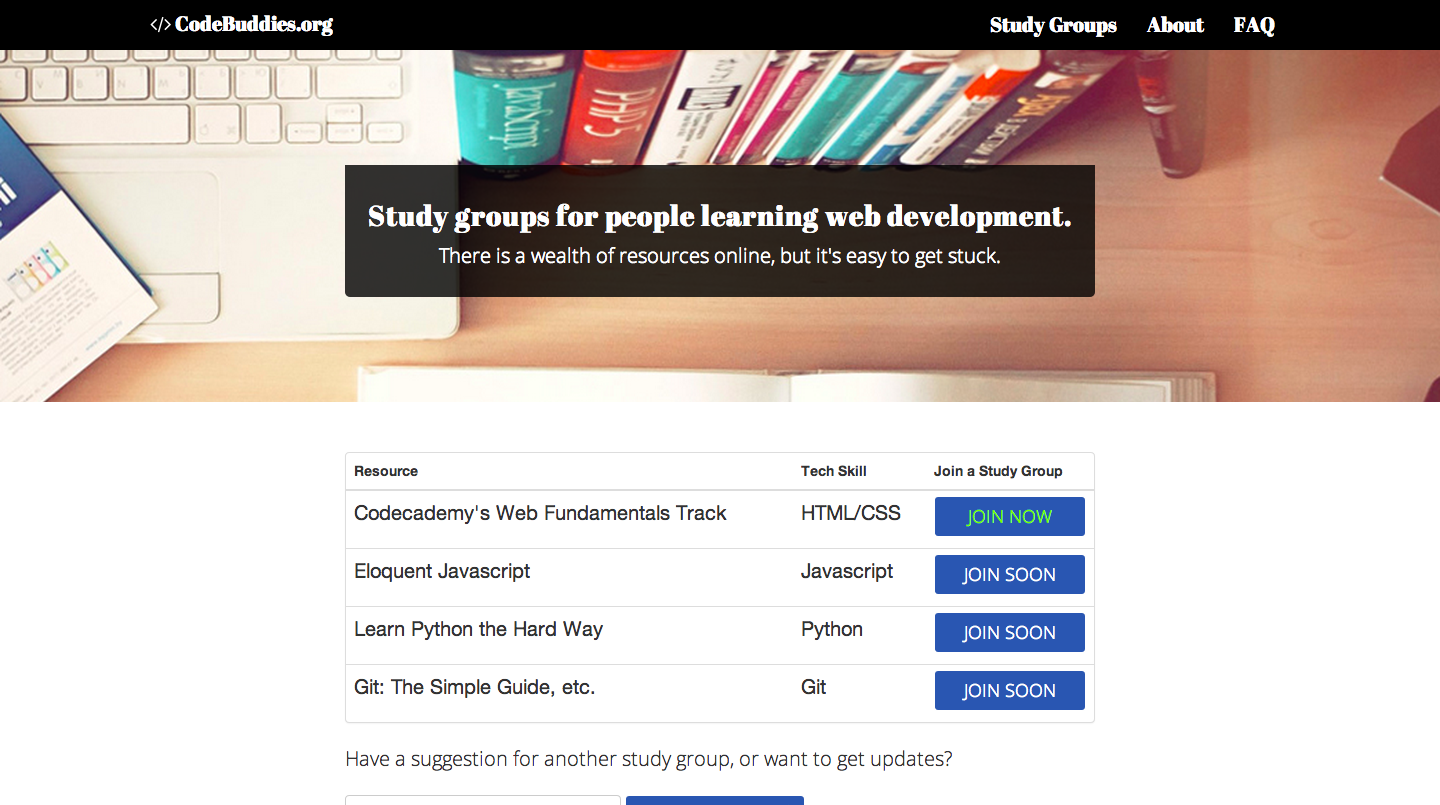 </> CodeBuddies.org
Study Groups About FAQ
javascript
Study groups for people learning web development.
There is a wealth of resources online, but it's easy to get stuck.
Resource Tech Skill Join a Study Group
Codecademy's Web Fundamentals Track HTML/CSS JOIN NOW
Eloquent Javascript Javascript JOIN SOON
Learn Python the Hard Way Python JOIN SOON
Git: The Simple Guide, etc. Git JOIN SOON
Have a suggestion for another study group, or want to get updates?